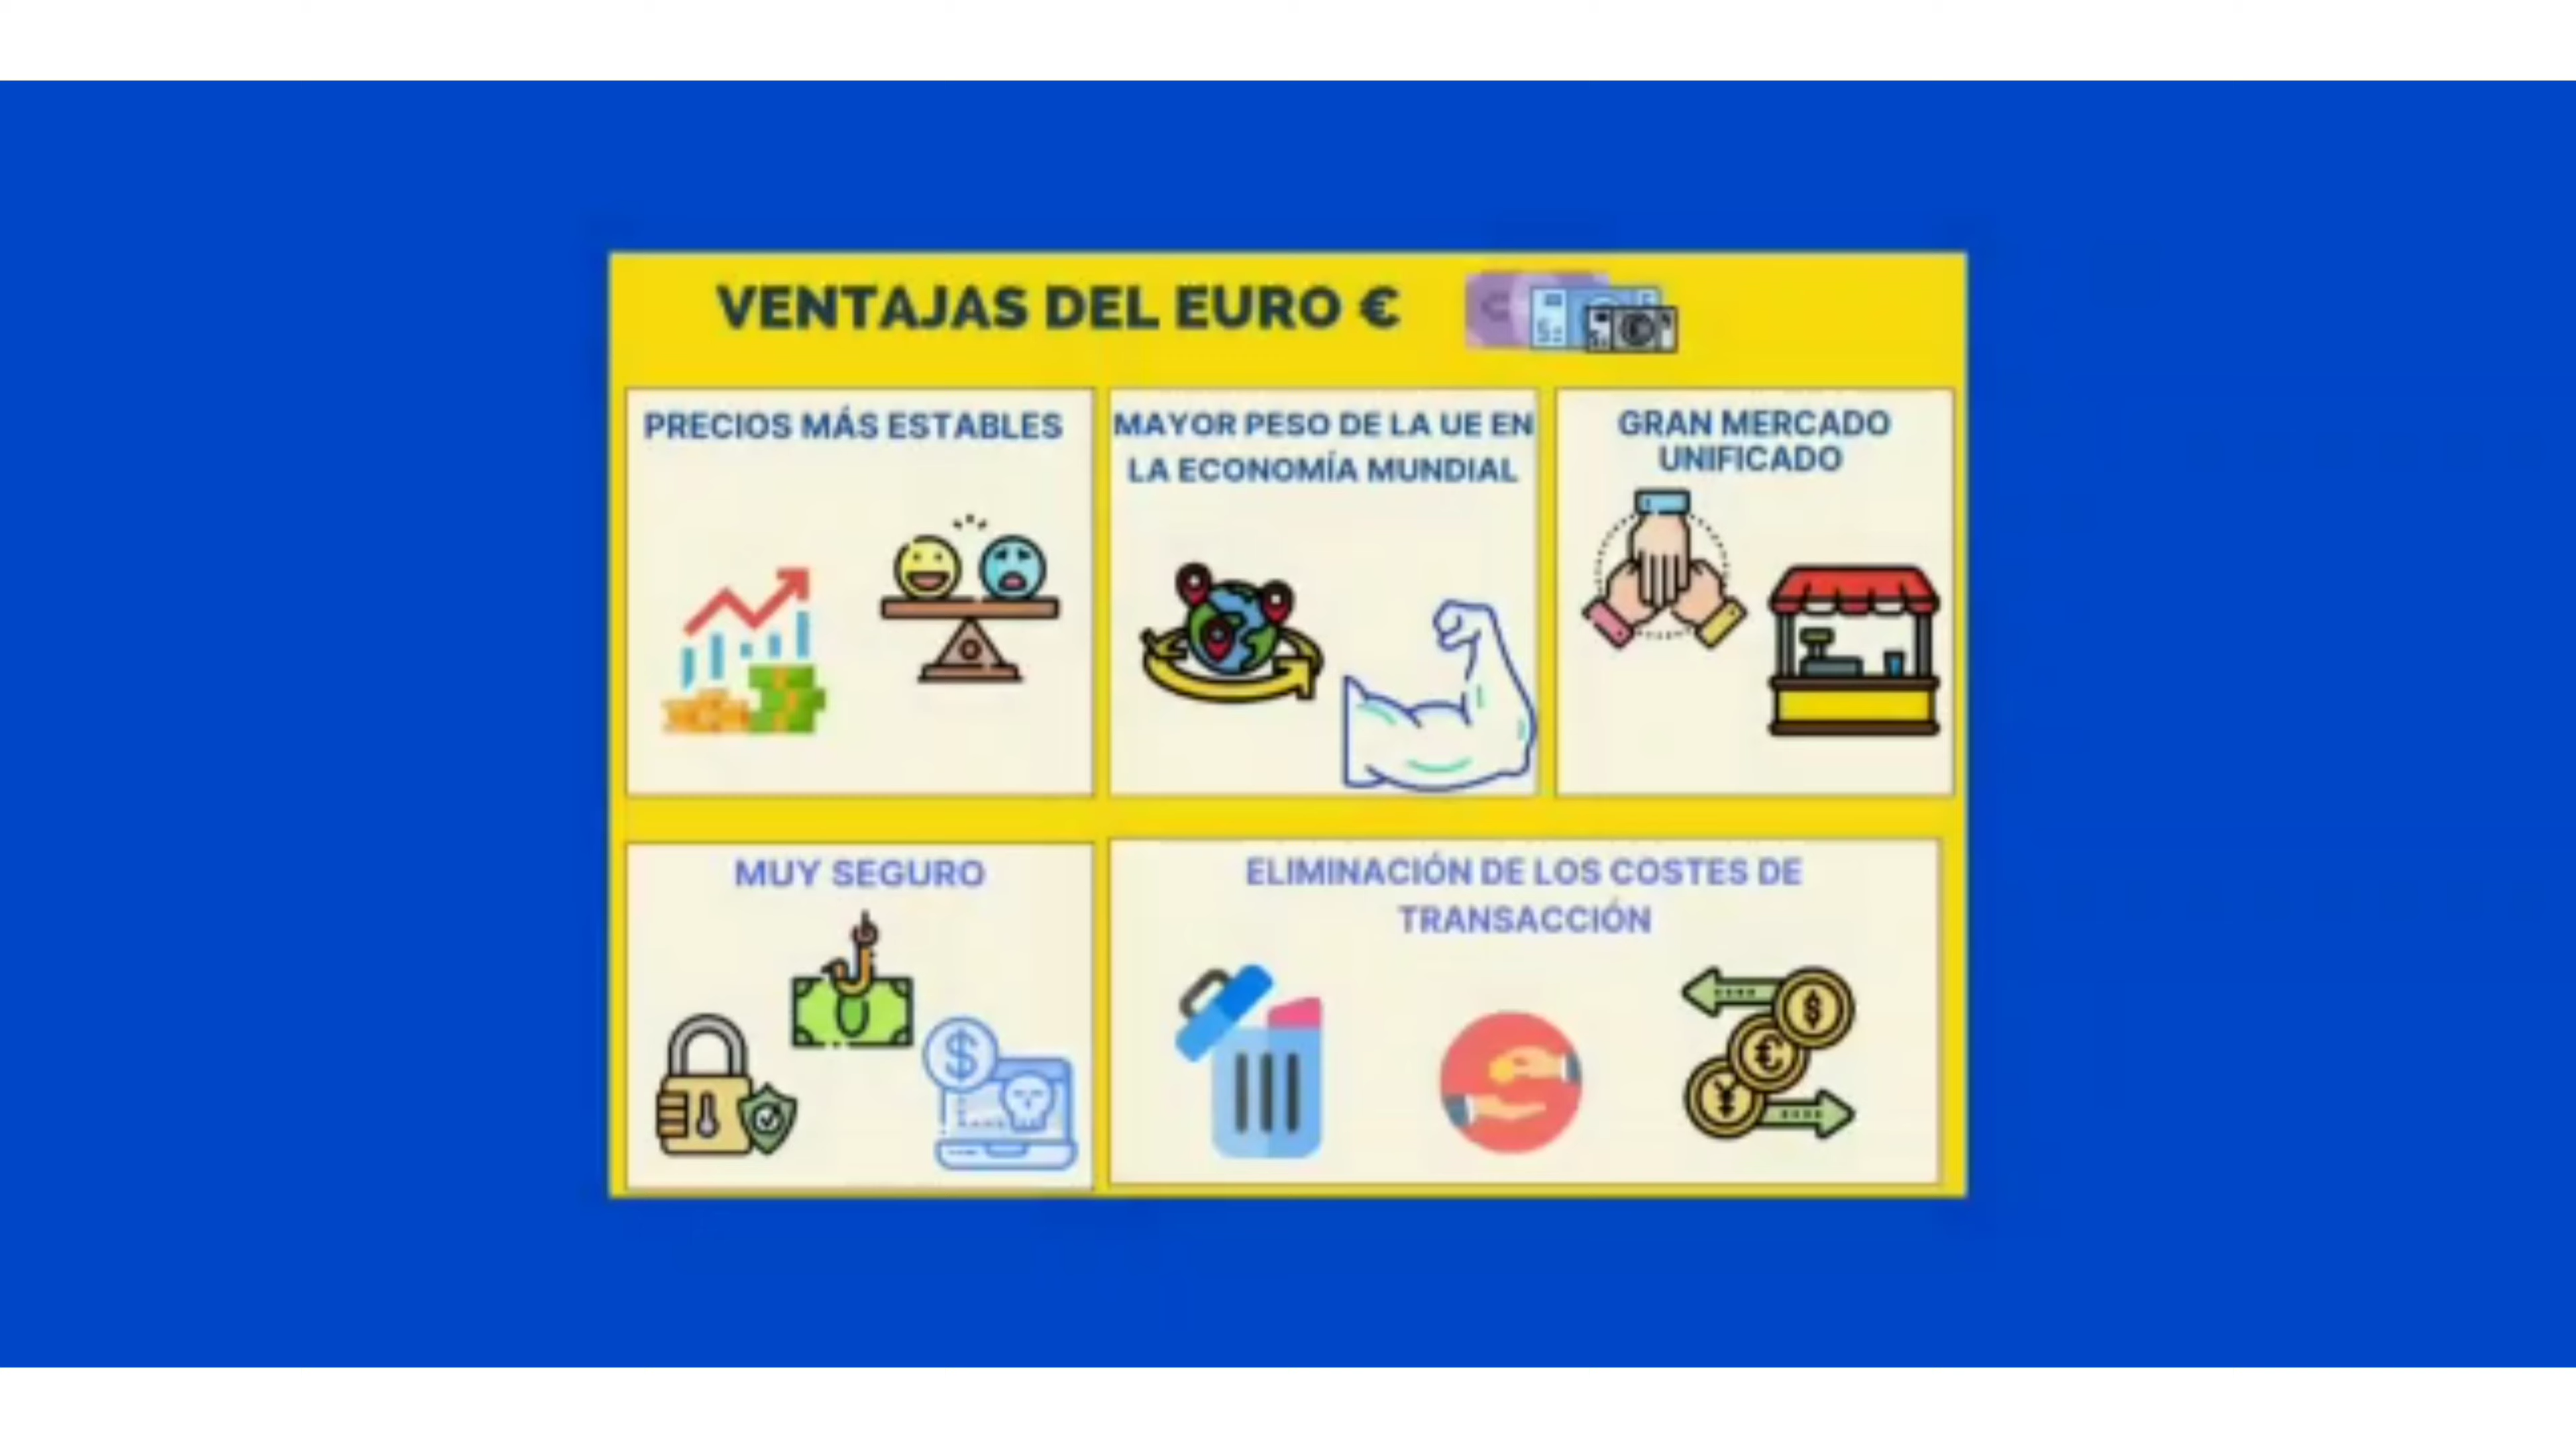 VENTAJAS DEL EURO €
PRECIOS MÁS ESTABLES
MAYOR PESO DE LA UE EN
LA ECONOMÍA MUNDIAL
GRAN MERCADO
UNIFICADO
MUY SEGURO
ELIMINACIÓN DE LOS COSTES DE
TRANSACCIÓN